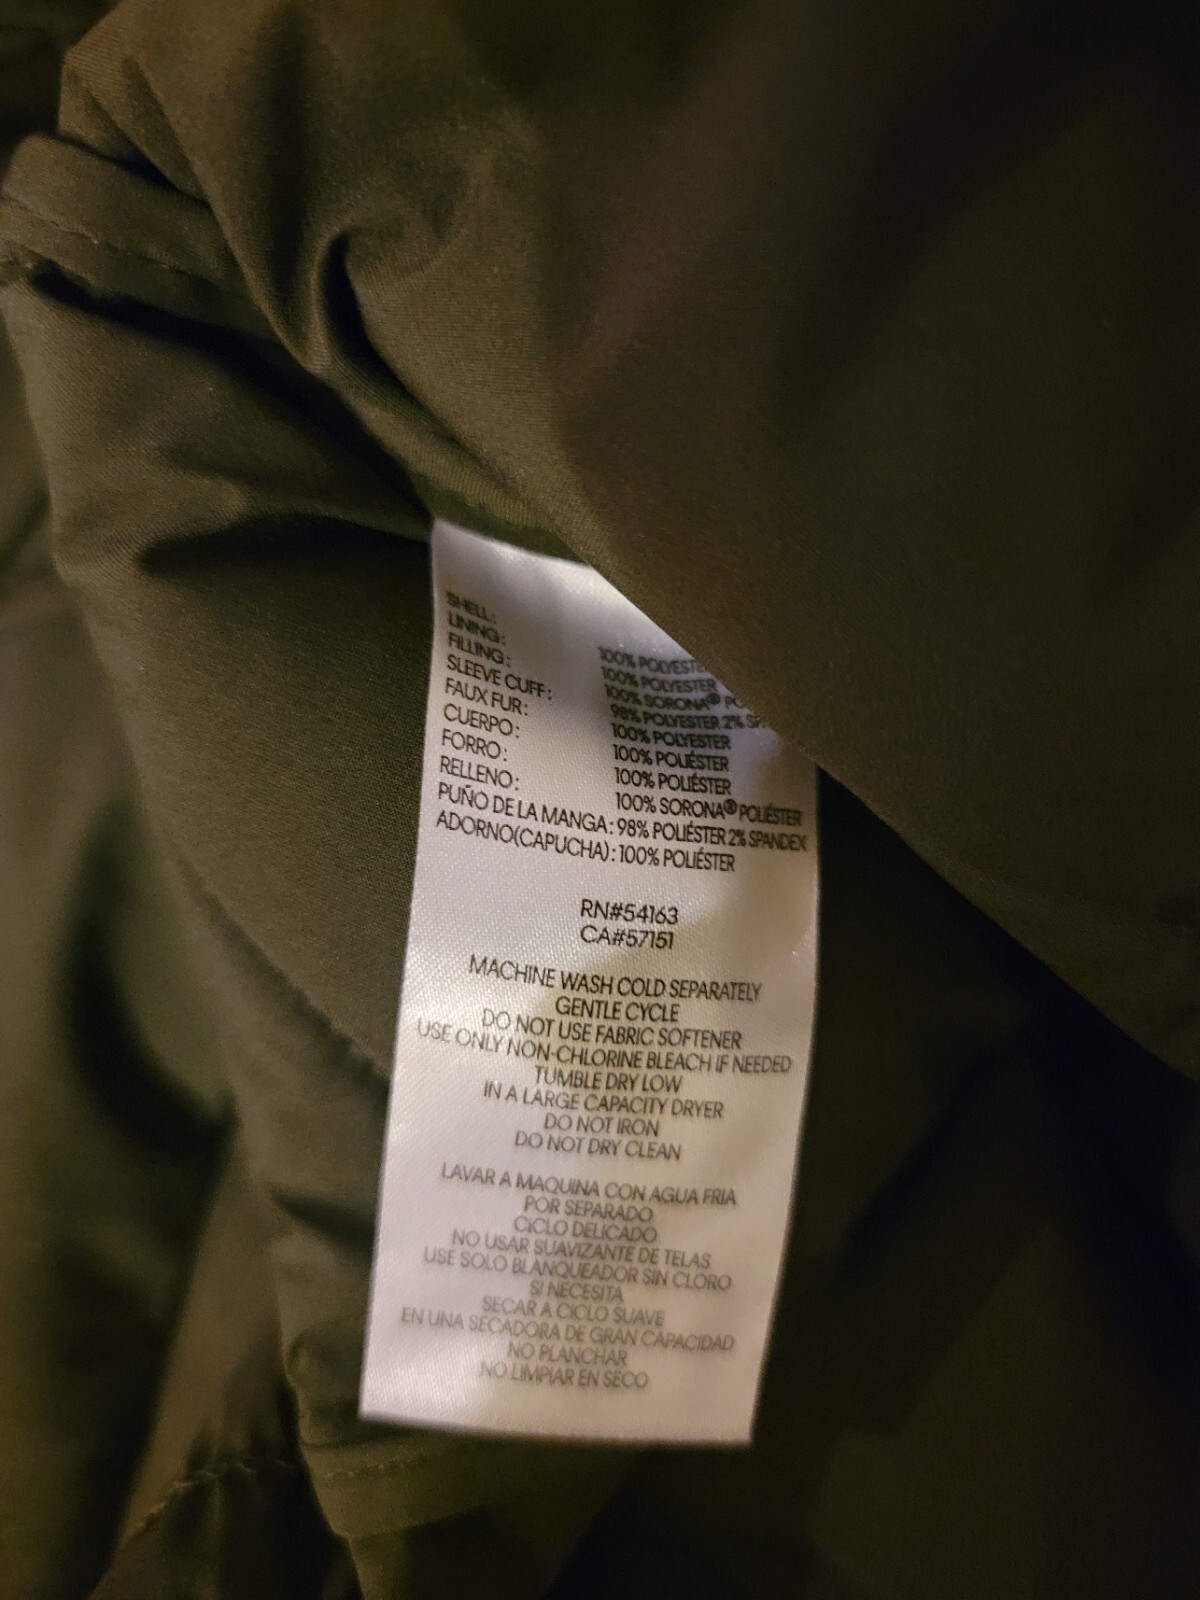 SHELL: 100% POLYESTE
LINING: 100% POLYESTER
FILLING: 100% SORONA® PO
SLEEVE CUFF: 98% POLYESTER 2% SP
FAUX FUR: 100% POLYESTER
CUERPO: 100% POLIÉSTER
FORRO: 100% POLIÉSTER
RELLENO: 100% SORONA® POLIÉSTER
PUÑO DE LA MANGA: 98% POLIÉSTER 2% SPANDEX
ADORNO(CAPUCHA): 100% POLIÉSTER
RN#54163
CA#57151
MACHINE WASH COLD SEPARATELY
GENTLE CYCLE
DO NOT USE FABRIC SOFTENER
USE ONLY NON-CHLORINE BLEACH IF NEEDED
TUMBLE DRY LOW
IN A LARGE CAPACITY DRYER
DO NOT IRON
DO NOT DRY CLEAN
LAVAR A MAQUINA CON AGUA FRIA
POR SEPARADO
CICLO DELICADO
NO USAR SUAVIZANTE DE TELAS
USE SOLO BLANQUEADOR SIN CLORO
SI NECESITA
SECAR A CICLO SUAVE
EN UNA SECADORA DE GRAN CAPACIDAD
NO PLANCHAR
NO LIMPIAR EN SECO